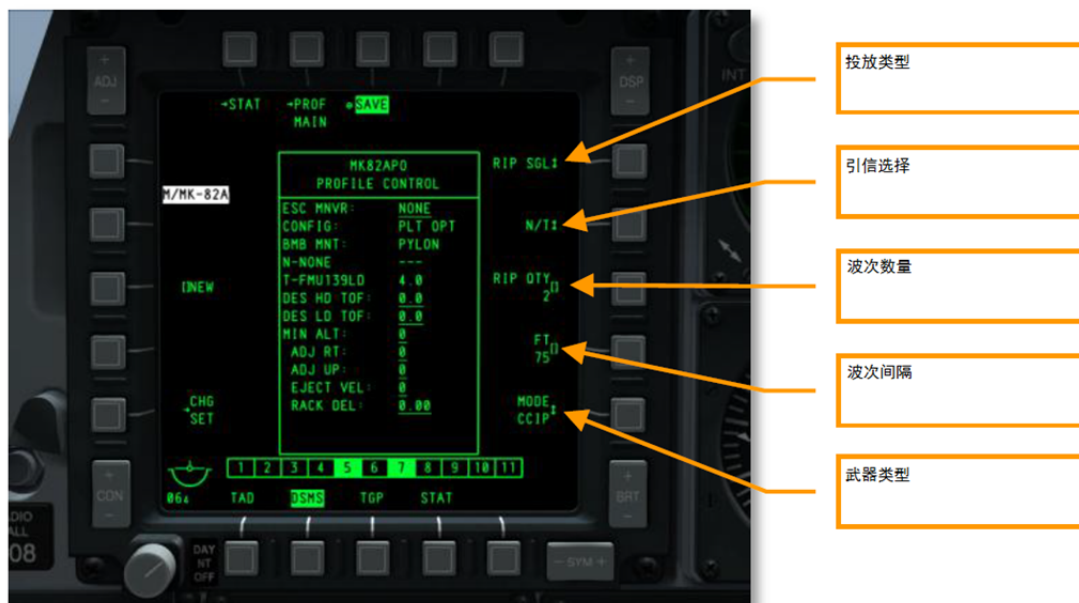 ADJ
DSP
INT
→STAT
→PROF
MAIN
SAVE
MK82APO
PROFILE CONTROL
M/MK-82A
ESC MNVR: NONE
CONFIG: PLT OPT
BMB MNT: PYLON
N-NONE ---
T-FMU139LD 4.0
DES HD TOF: 0.0
DES LD TOF: 0.0
MIN ALT: 0
ADJ RT: 0
ADJ UP: 0
EJECT VEL: 0
RACK DEL: 0.00
[]NEW
→CHG
SET
RIP SGL↕
N/T↕
RIP QTY[]
2
FT[]
75
MODE↕
CCIP
1 2 3 4 5 6 7 8 9 10 11
CON
BRT
TAD
DSMS
TGP
STAT
DAY
NT
OFF
- SYM +
08
投放类型
引信选择
波次数量
波次间隔
武器类型